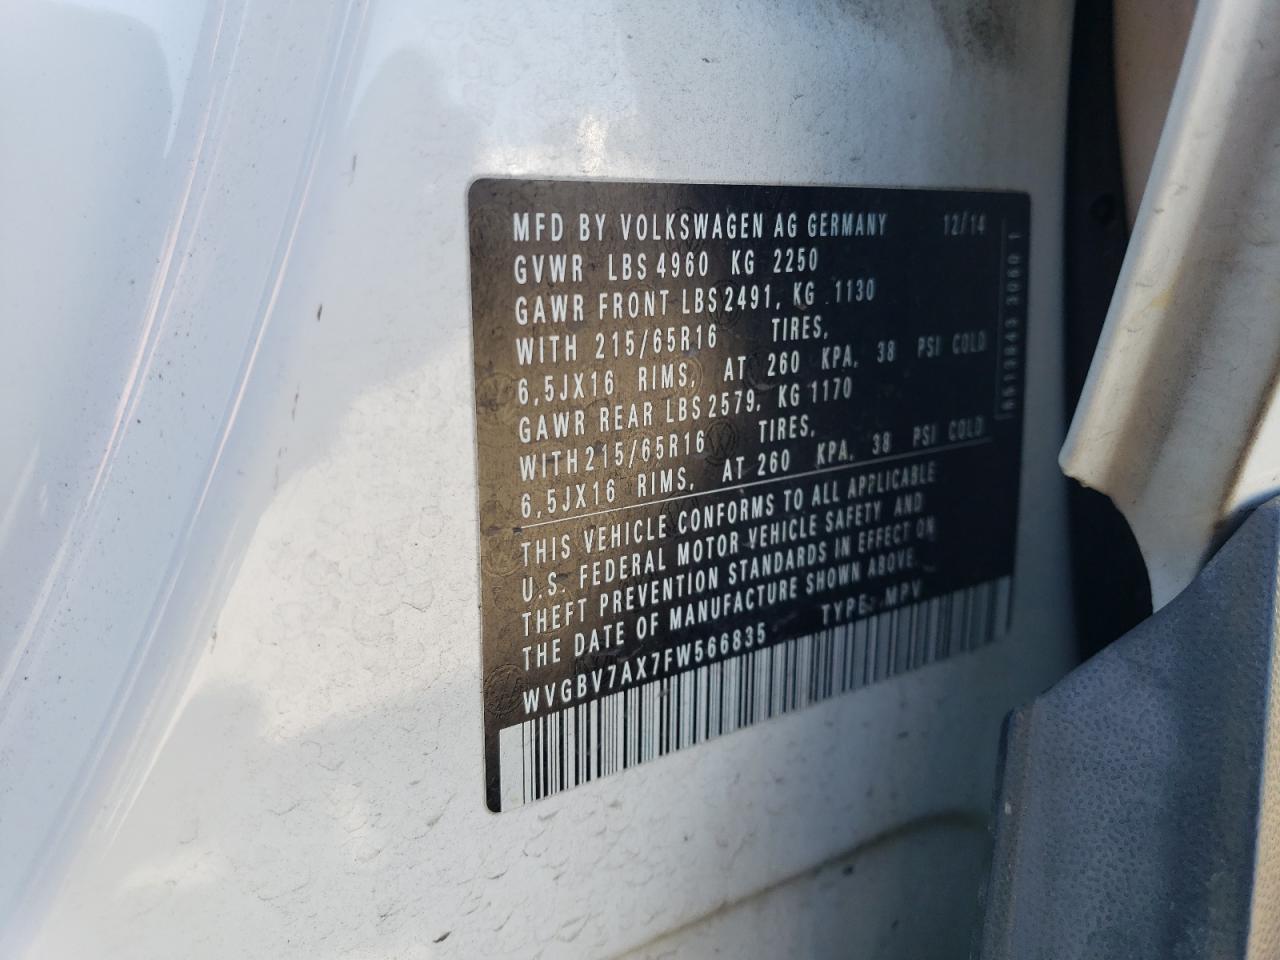 MFD BY VOLKSWAGEN AG GERMANY 12/14
GVWR LBS 4960 KG 2250
GAWR FRONT LBS 2491, KG 1130
WITH 215/65R16 TIRES,
6,5JX16 RIMS, AT 260 KPA, 38 PSI COLD
GAWR REAR LBS 2579, KG 1170
WITH 215/65R16 TIRES,
6,5JX16 RIMS, AT 260 KPA, 38 PSI COLD
THIS VEHICLE CONFORMS TO ALL APPLICABLE
U.S. FEDERAL MOTOR VEHICLE SAFETY AND
THEFT PREVENTION STANDARDS IN EFFECT ON
THE DATE OF MANUFACTURE SHOWN ABOVE.
WVGBV7AX7FW566835 TYPE: MPV